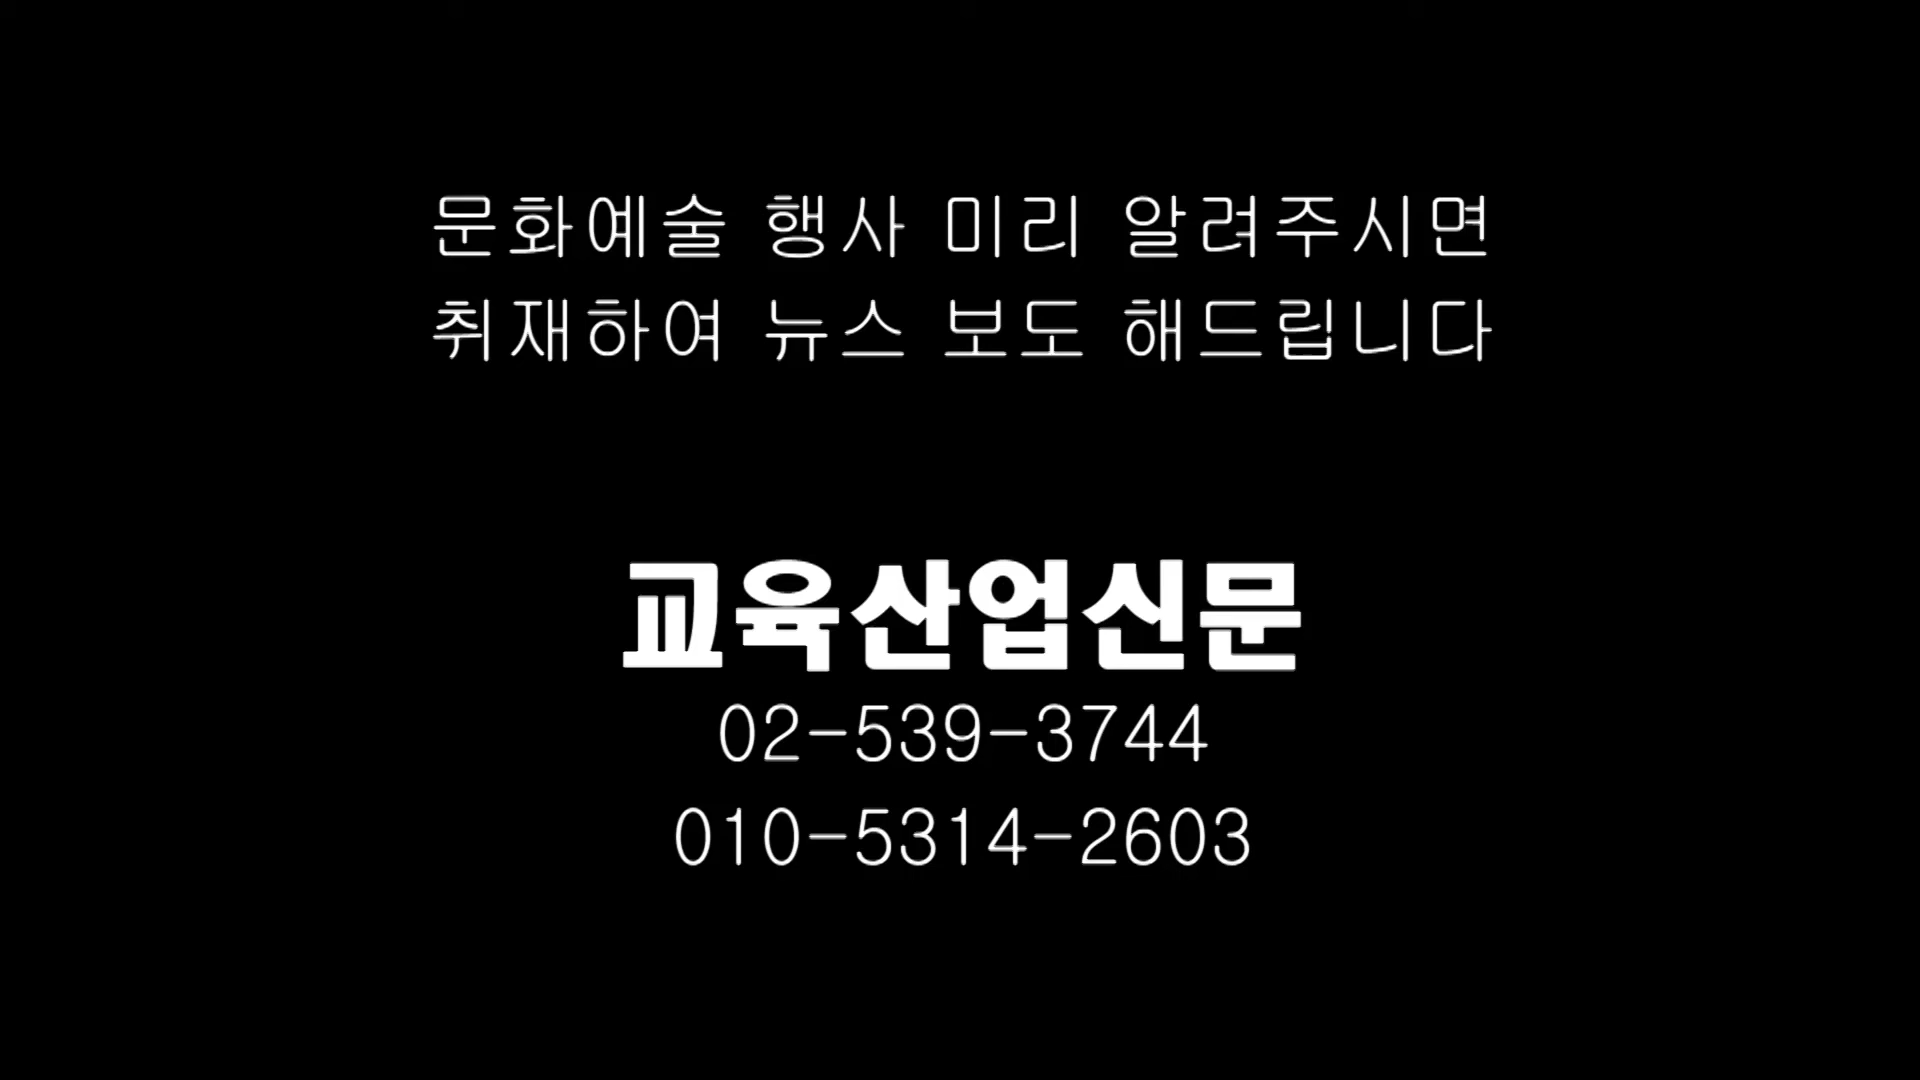 문화예술 행사 미리 알려주시면
취재하여 뉴스 보도 해드립니다
교육산업신문
02-539-3744
010-5314-2603